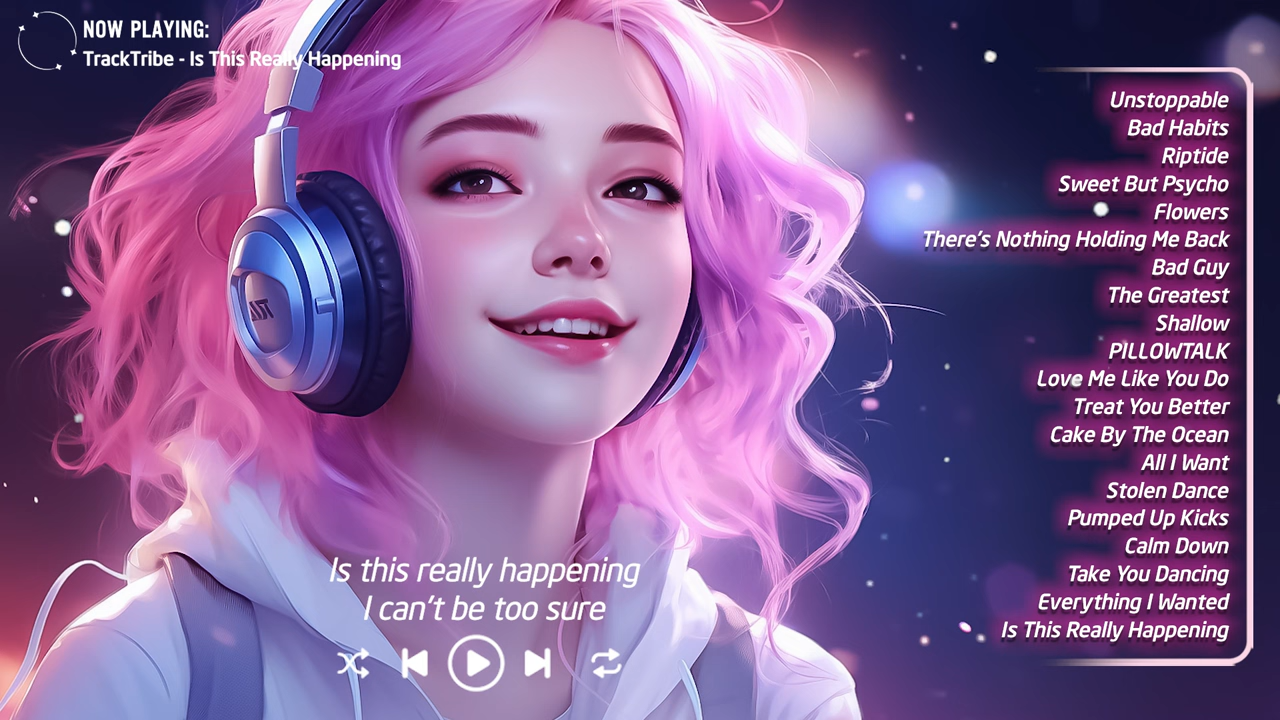 NOW PLAYING:
TrackTribe - Is This Really Happening
Unstoppable
Bad Habits
Riptide
Sweet But Psycho
Flowers
There's Nothing Holding Me Back
Bad Guy
The Greatest
Shallow
PILLOWTALK
Love Me Like You Do
Treat You Better
Cake By The Ocean
All I Want
Stolen Dance
Pumped Up Kicks
Calm Down
Take You Dancing
Everything I Wanted
Is This Really Happening
Is this really happening
I can't be too sure